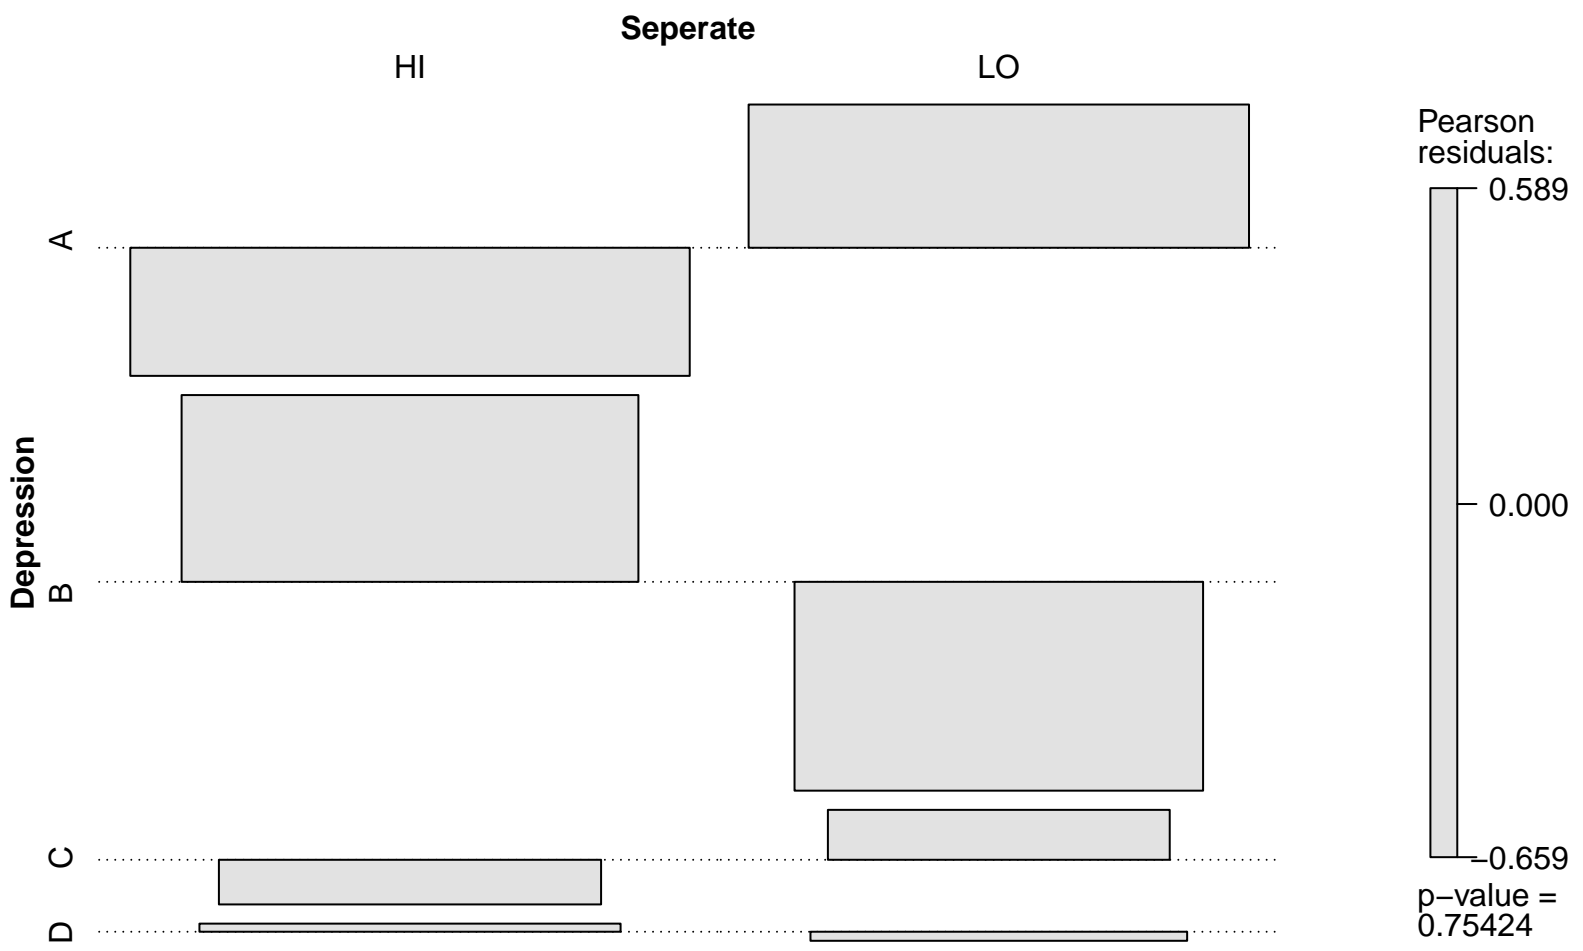 Seperate
HI LO
Depression
A
B
C
D
Pearson
residuals:
0.589
0.000
−0.659
p−value =
0.75424